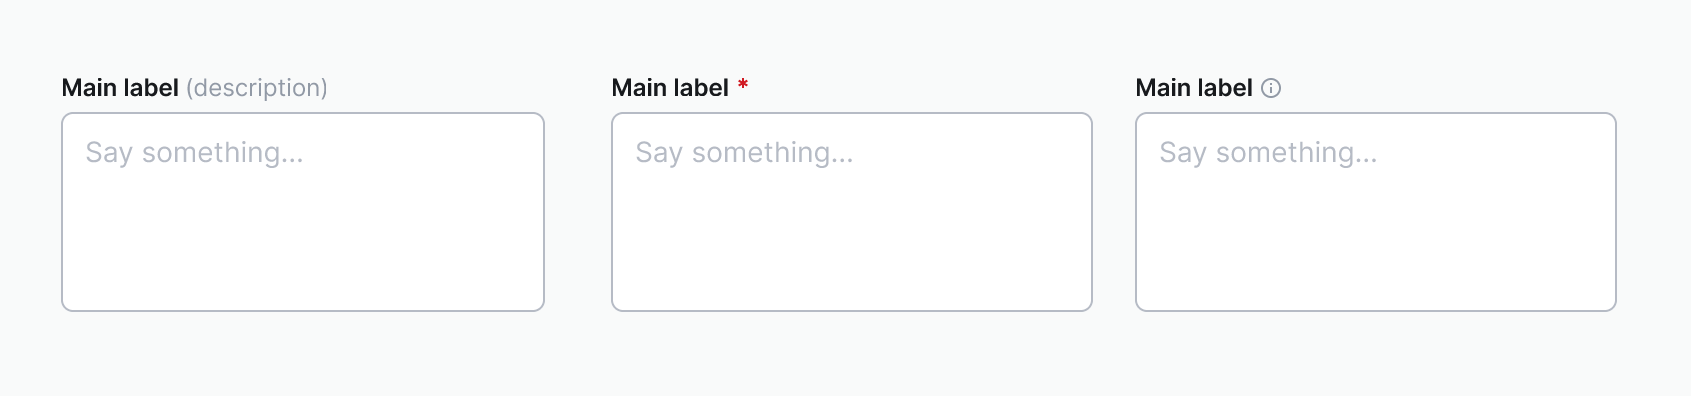 Main label (description)
Main label *
Main label
Say something...
Say something...
Say something...